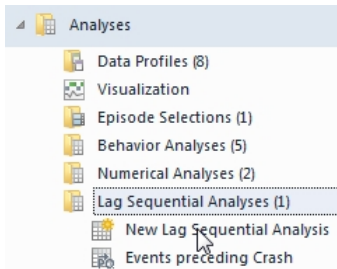 Analyses
Data Profiles (8)
Visualization
Episode Selections (1)
Behavior Analyses (5)
Numerical Analyses (2)
Lag Sequential Analyses (1)
New Lag Sequential Analysis
Events preceding Crash